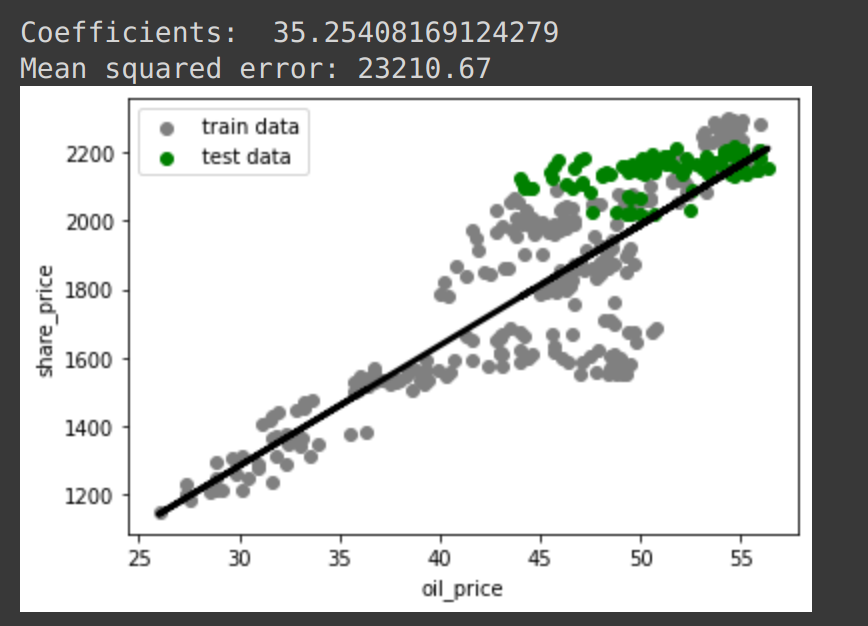 Coefficients:  35.25408169124279
Mean squared error: 23210.67
train data
test data
2200
2000
1800
1600
1400
1200
share_price
25 30 35 40 45 50 55
oil_price